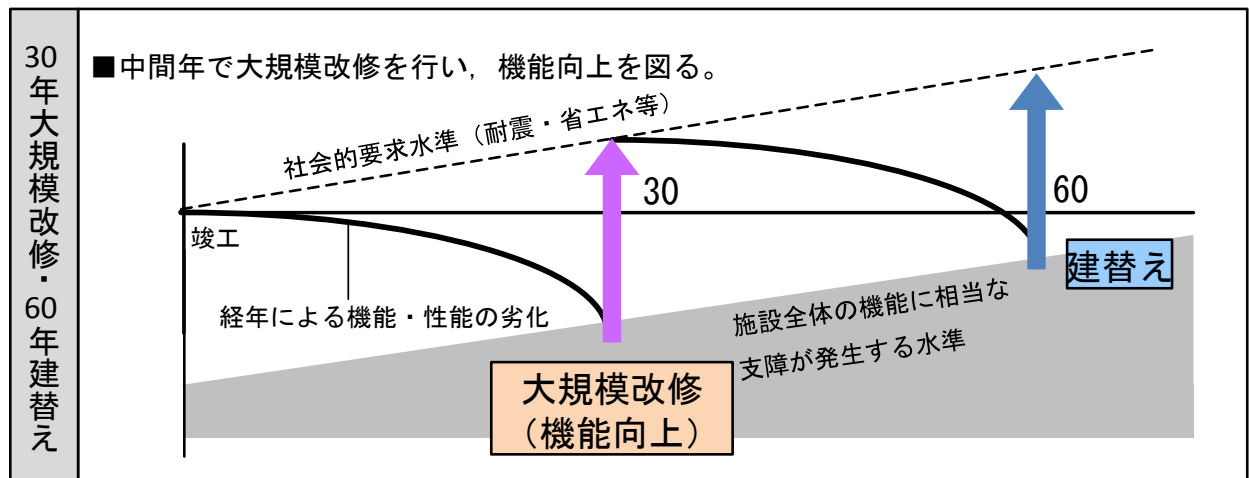 30年大規模改修・60年建替え
■中間年で大規模改修を行い，機能向上を図る。
社会的要求水準（耐震・省エネ等）
30
60
竣工
建替え
経年による機能・性能の劣化
施設全体の機能に相当な
支障が発生する水準
大規模改修
（機能向上）